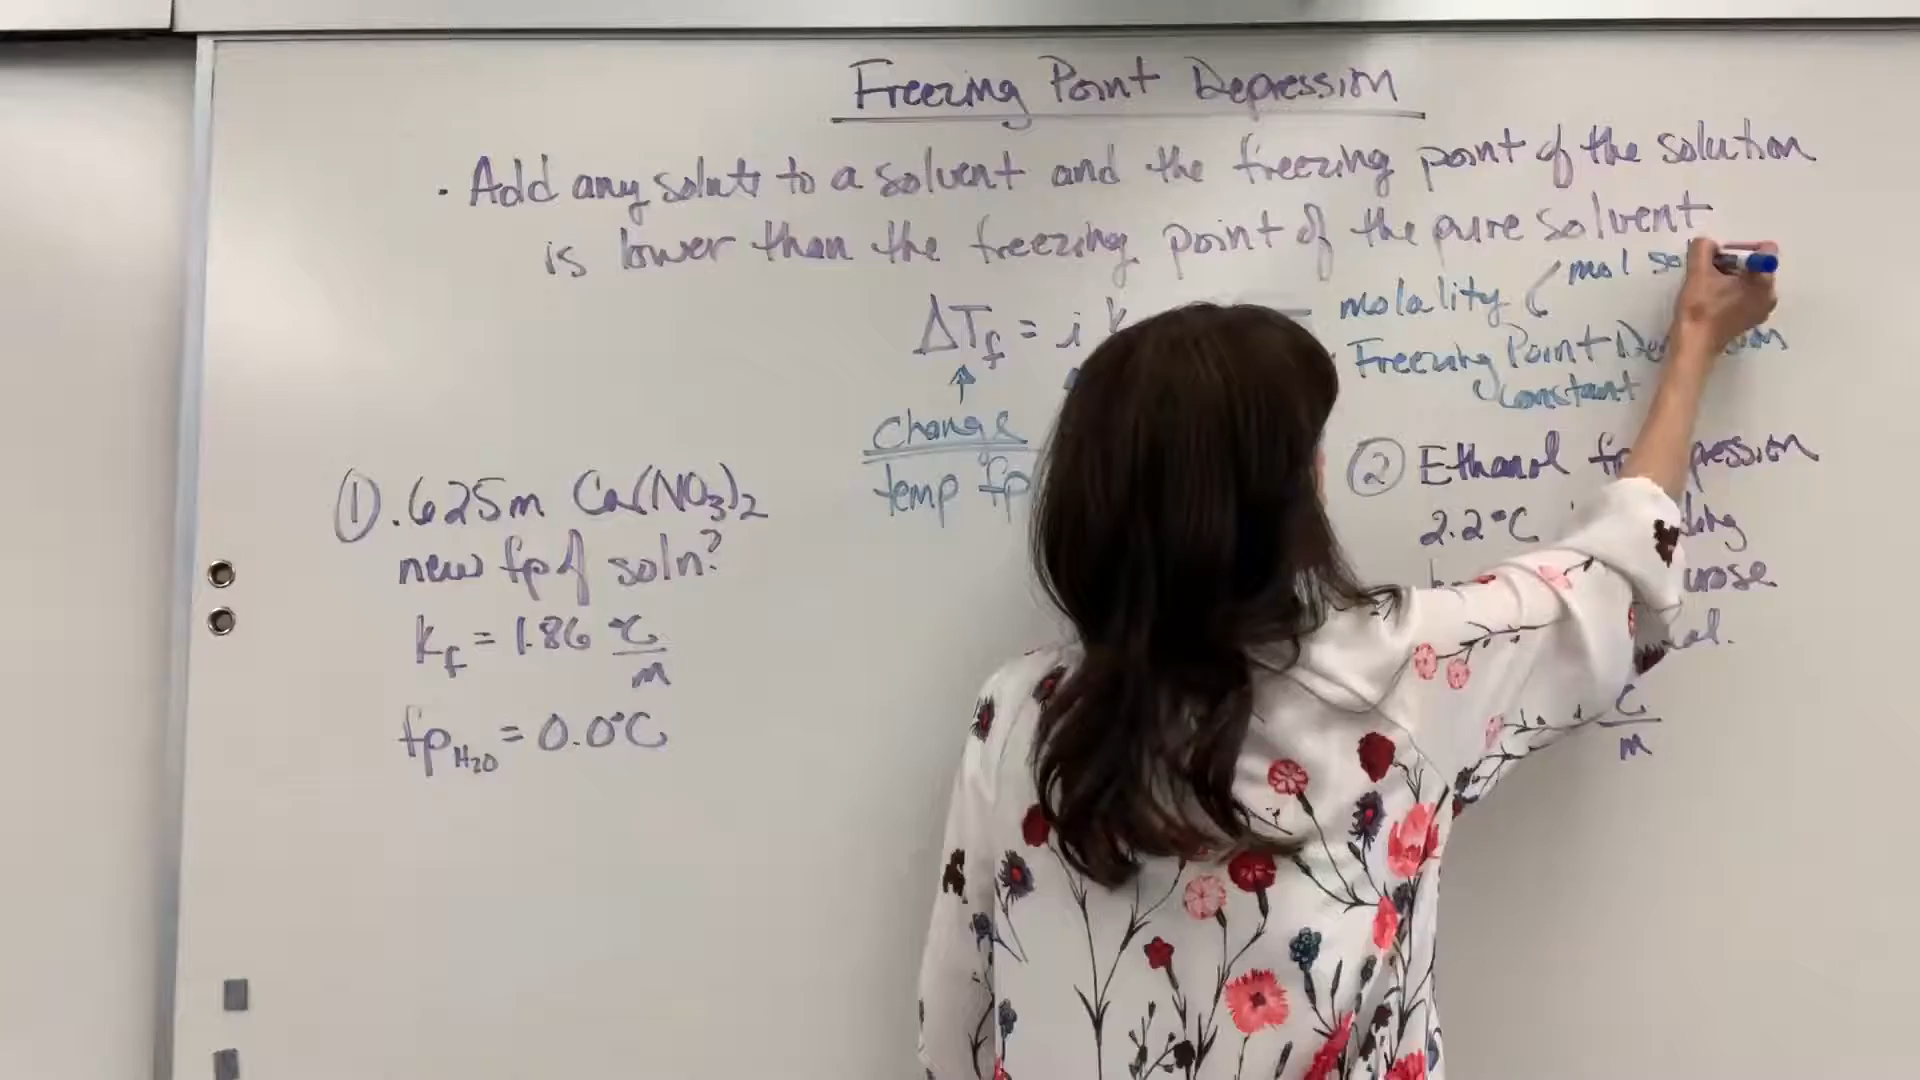 Freezing Point Depression
· Add any solute to a solvent and the freezing point of the solution
is lower than the freezing point of the pure solvent
mol
molality
ΔTf = i k
Freezing Point
constant
Change
temp fp
① .625m Ca(NO3)2
new fp of soln?
kf = 1.86 °C/m
fpH2O = 0.0°C
② Ethanol
2.2°C
C/m